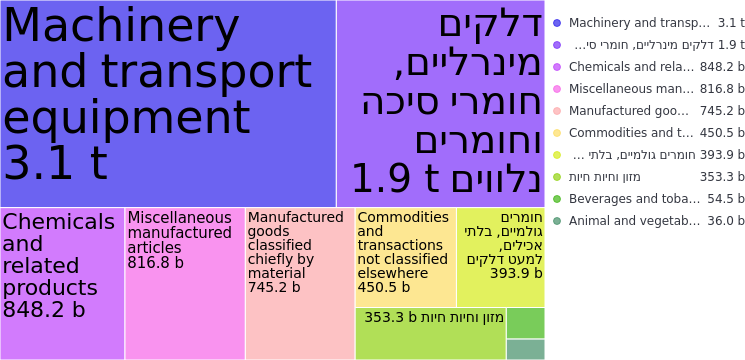 Machinery
and transport
equipment
3.1 t
דלקים
מינרליים,
חומרי סיכה
וחומרים
נלווים 1.9 t
Chemicals
and
related
products
848.2 b
Miscellaneous
manufactured
articles
816.8 b
Manufactured
goods
classified
chiefly by
material
745.2 b
Commodities
and
transactions
not classified
elsewhere
450.5 b
חומרים
גולמיים, בלתי
אכילים,
למעט דלקים
393.9 b
מזון וחיות חיות 353.3 b
Machinery and transp... 3.1 t
דלקים מינרליים, חומרי סי... 1.9 t
Chemicals and rela... 848.2 b
Miscellaneous man... 816.8 b
Manufactured goo... 745.2 b
Commodities and t... 450.5 b
חומרים גולמיים, בלתי ... 393.9 b
מזון וחיות חיות 353.3 b
Beverages and toba... 54.5 b
Animal and vegetab... 36.0 b